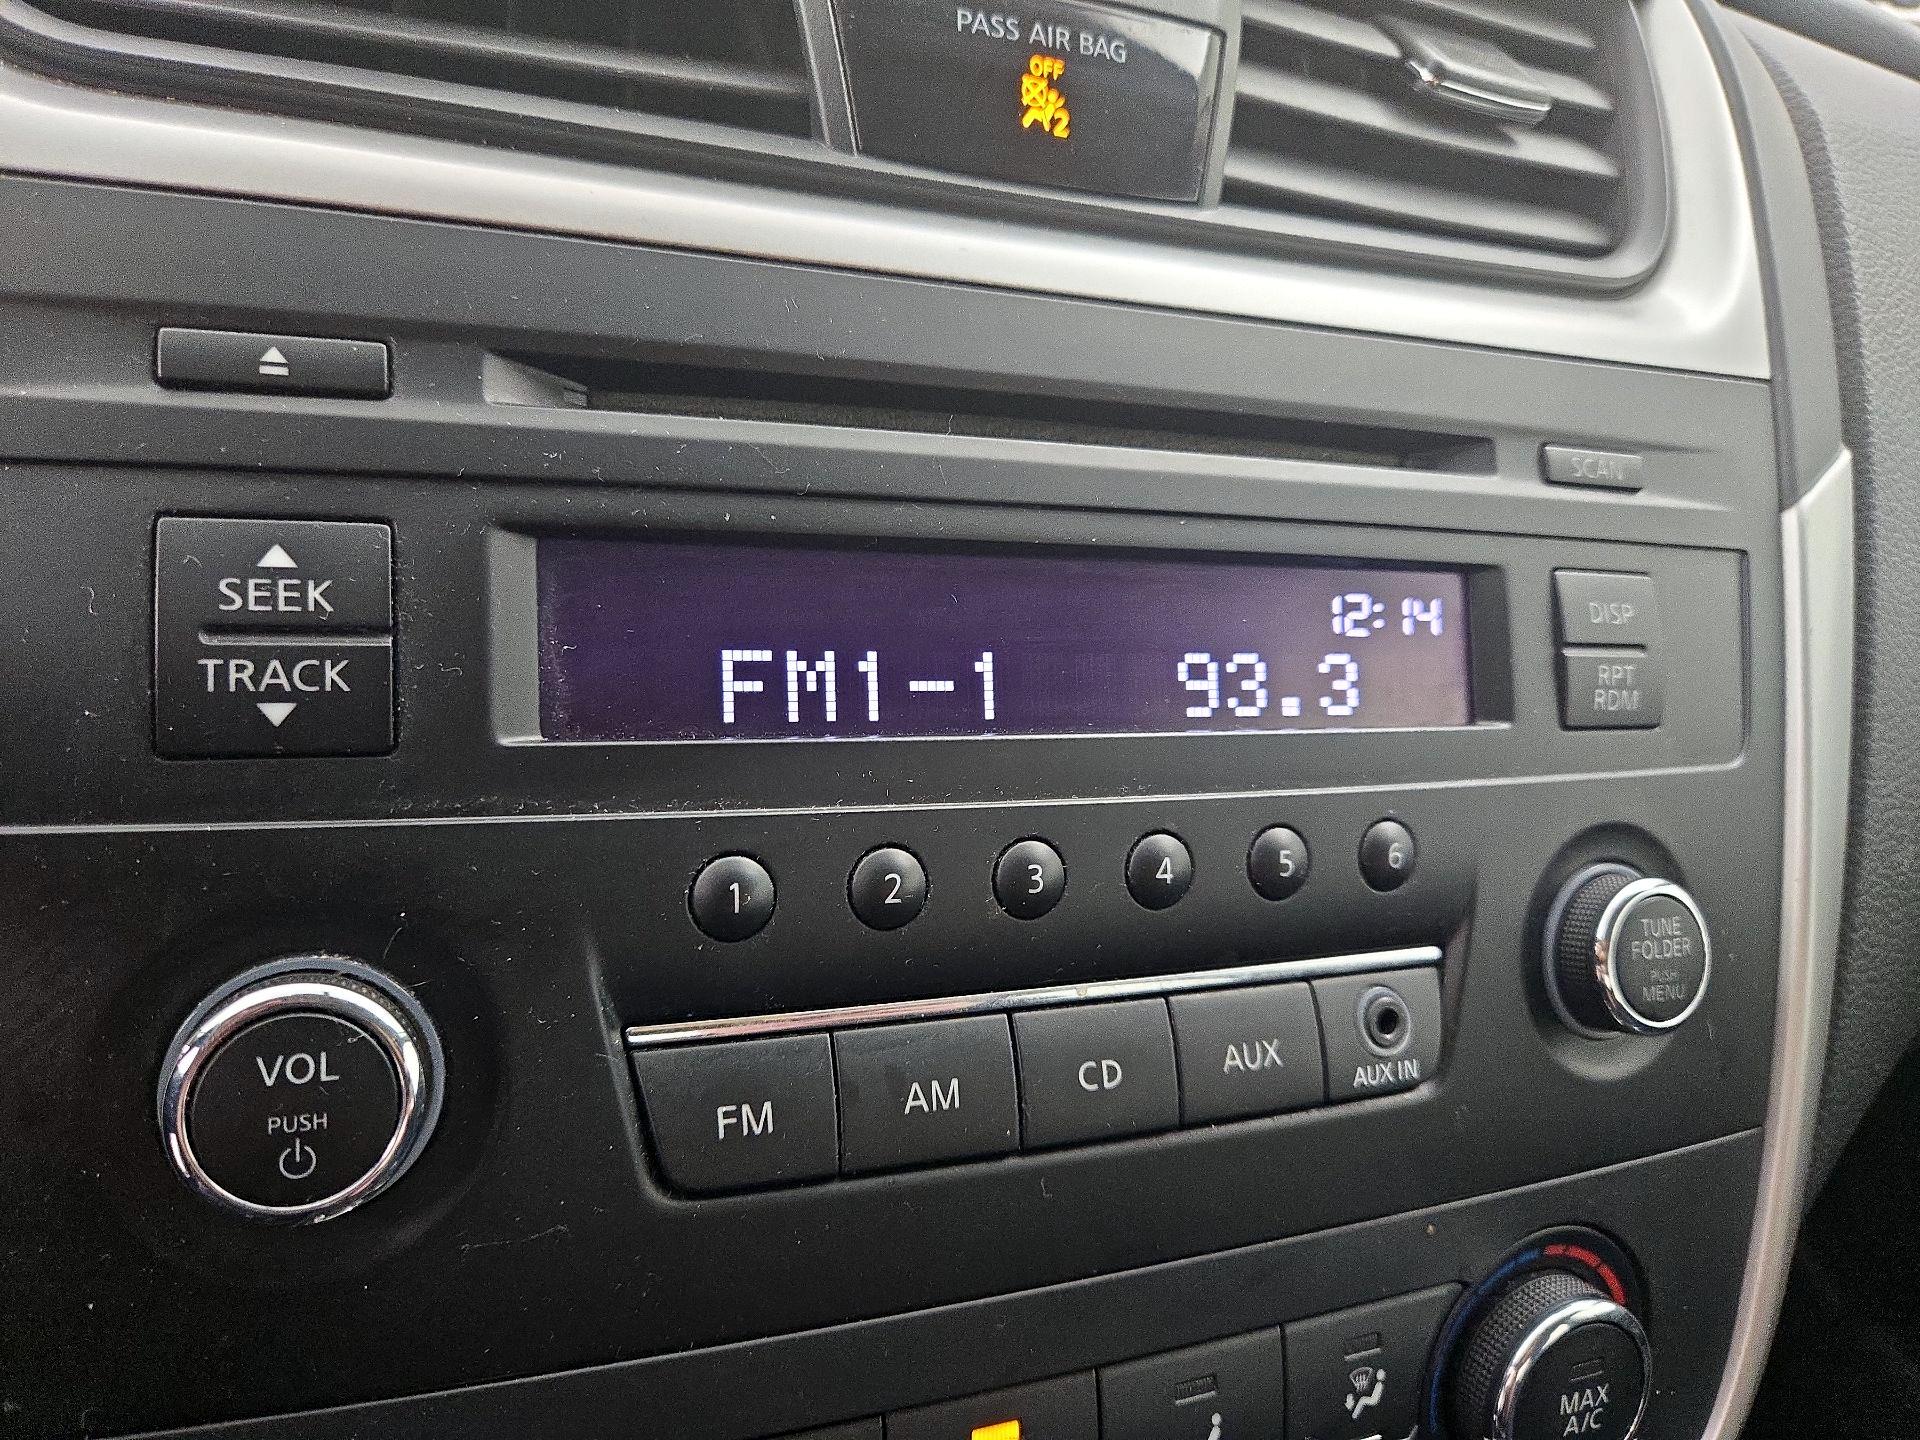 PASS AIR BAG
OFF
2
SCAN
SEEK
TRACK
12:14
FM1-1 93.3
DISP
RPT
RDM
1 2 3 4 5 6
TUNE
FOLDER
PUSH
MENU
VOL
PUSH
FM AM CD AUX AUX IN
MAX
A/C